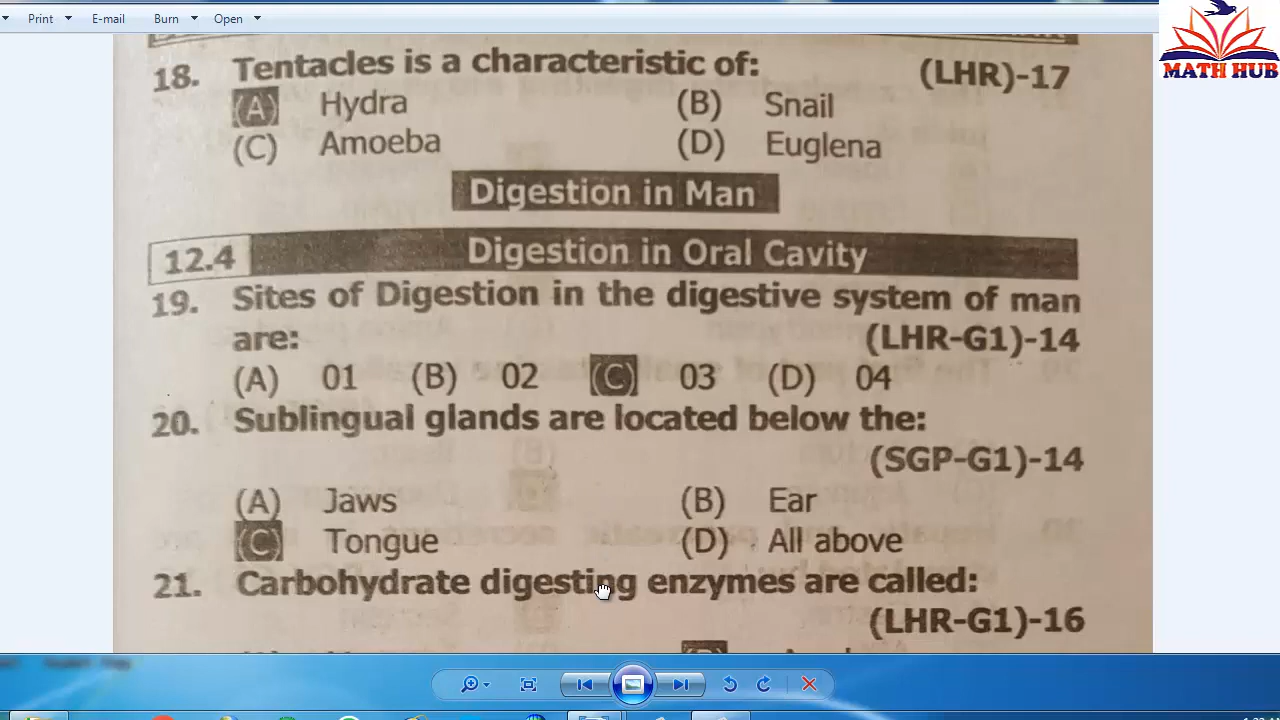 Print E-mail Burn Open
MATH HUB
18. Tentacles is a characteristic of: (LHR)-17
(A) Hydra (B) Snail
(C) Amoeba (D) Euglena
Digestion in Man
12.4 Digestion in Oral Cavity
19. Sites of Digestion in the digestive system of man
are: (LHR-G1)-14
(A) 01 (B) 02 (C) 03 (D) 04
20. Sublingual glands are located below the:
(SGP-G1)-14
(A) Jaws (B) Ear
(C) Tongue (D) All above
21. Carbohydrate digesting enzymes are called:
(LHR-G1)-16